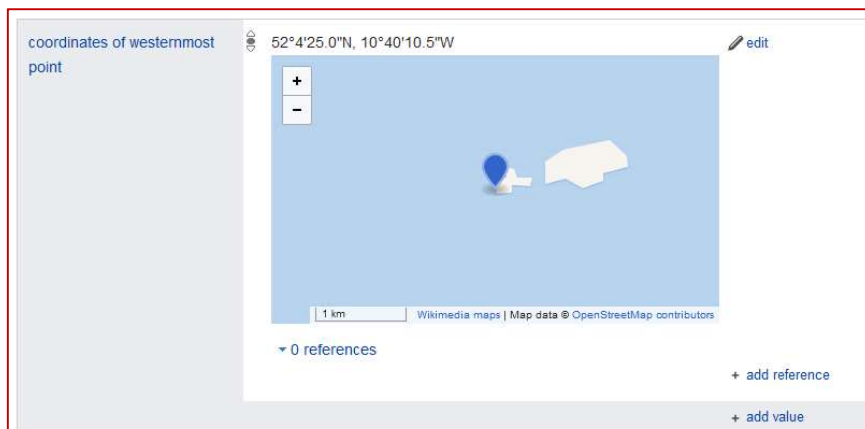 coordinates of westernmost
point
52°4'25.0"N, 10°40'10.5"W
edit
+
−
1 km
Wikimedia maps | Map data © OpenStreetMap contributors
0 references
+ add reference
+ add value